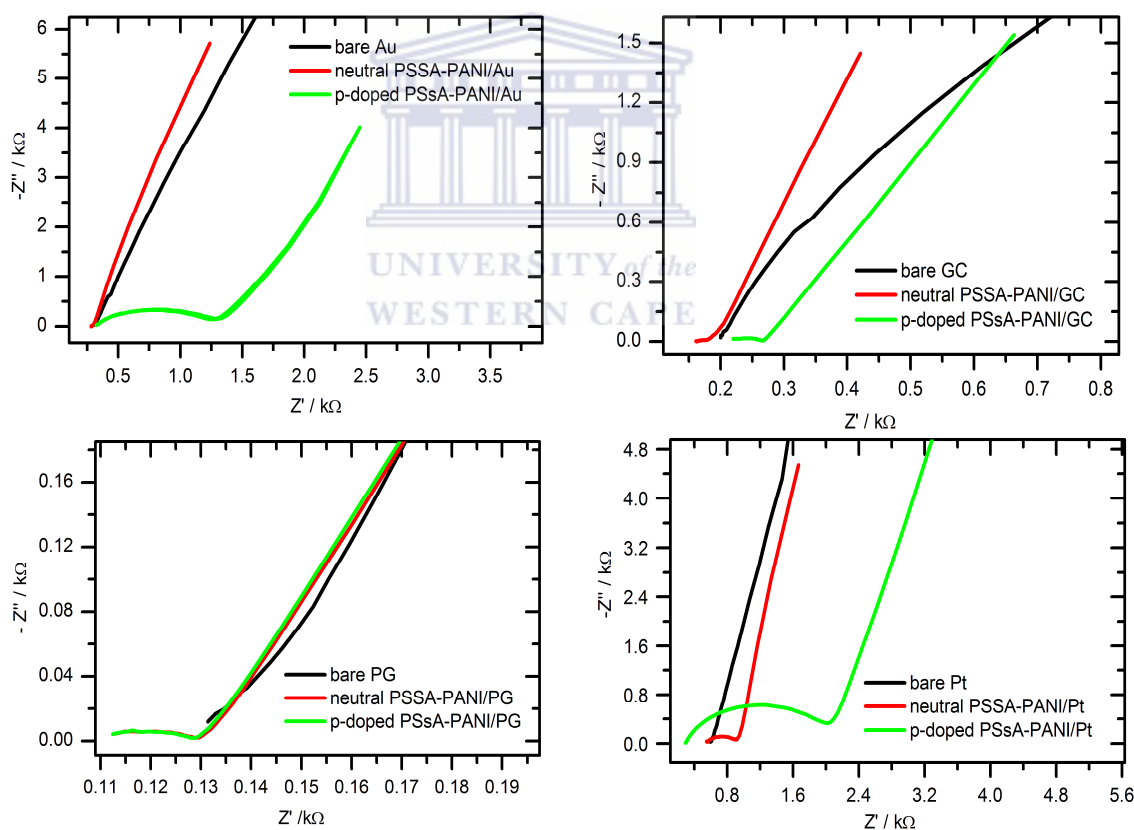 6
5
4
3
2
1
0
-Z'' / kΩ
bare Au
neutral PSSA-PANI/Au
p-doped PSsA-PANI/Au
0.5 1.0 1.5 2.0 2.5 3.0 3.5
Z' / kΩ
1.5
1.2
0.9
0.6
0.3
0.0
- Z'' / kΩ
bare GC
neutral PSSA-PANI/GC
p-doped PSsA-PANI/GC
0.2 0.3 0.4 0.5 0.6 0.7 0.8
Z' / kΩ
UNIVERSITY of the
WESTERN CAPE
0.16
0.12
0.08
0.04
0.00
- Z'' / kΩ
bare PG
neutral PSSA-PANI/PG
p-doped PSsA-PANI/PG
0.11 0.12 0.13 0.14 0.15 0.16 0.17 0.18 0.19
Z' /kΩ
4.8
4.0
3.2
2.4
1.6
0.8
0.0
-Z'' / kΩ
bare Pt
neutral PSSA-PANI/Pt
p-doped PSsA-PANI/Pt
0.8 1.6 2.4 3.2 4.0 4.8 5.6
Z' / kΩ